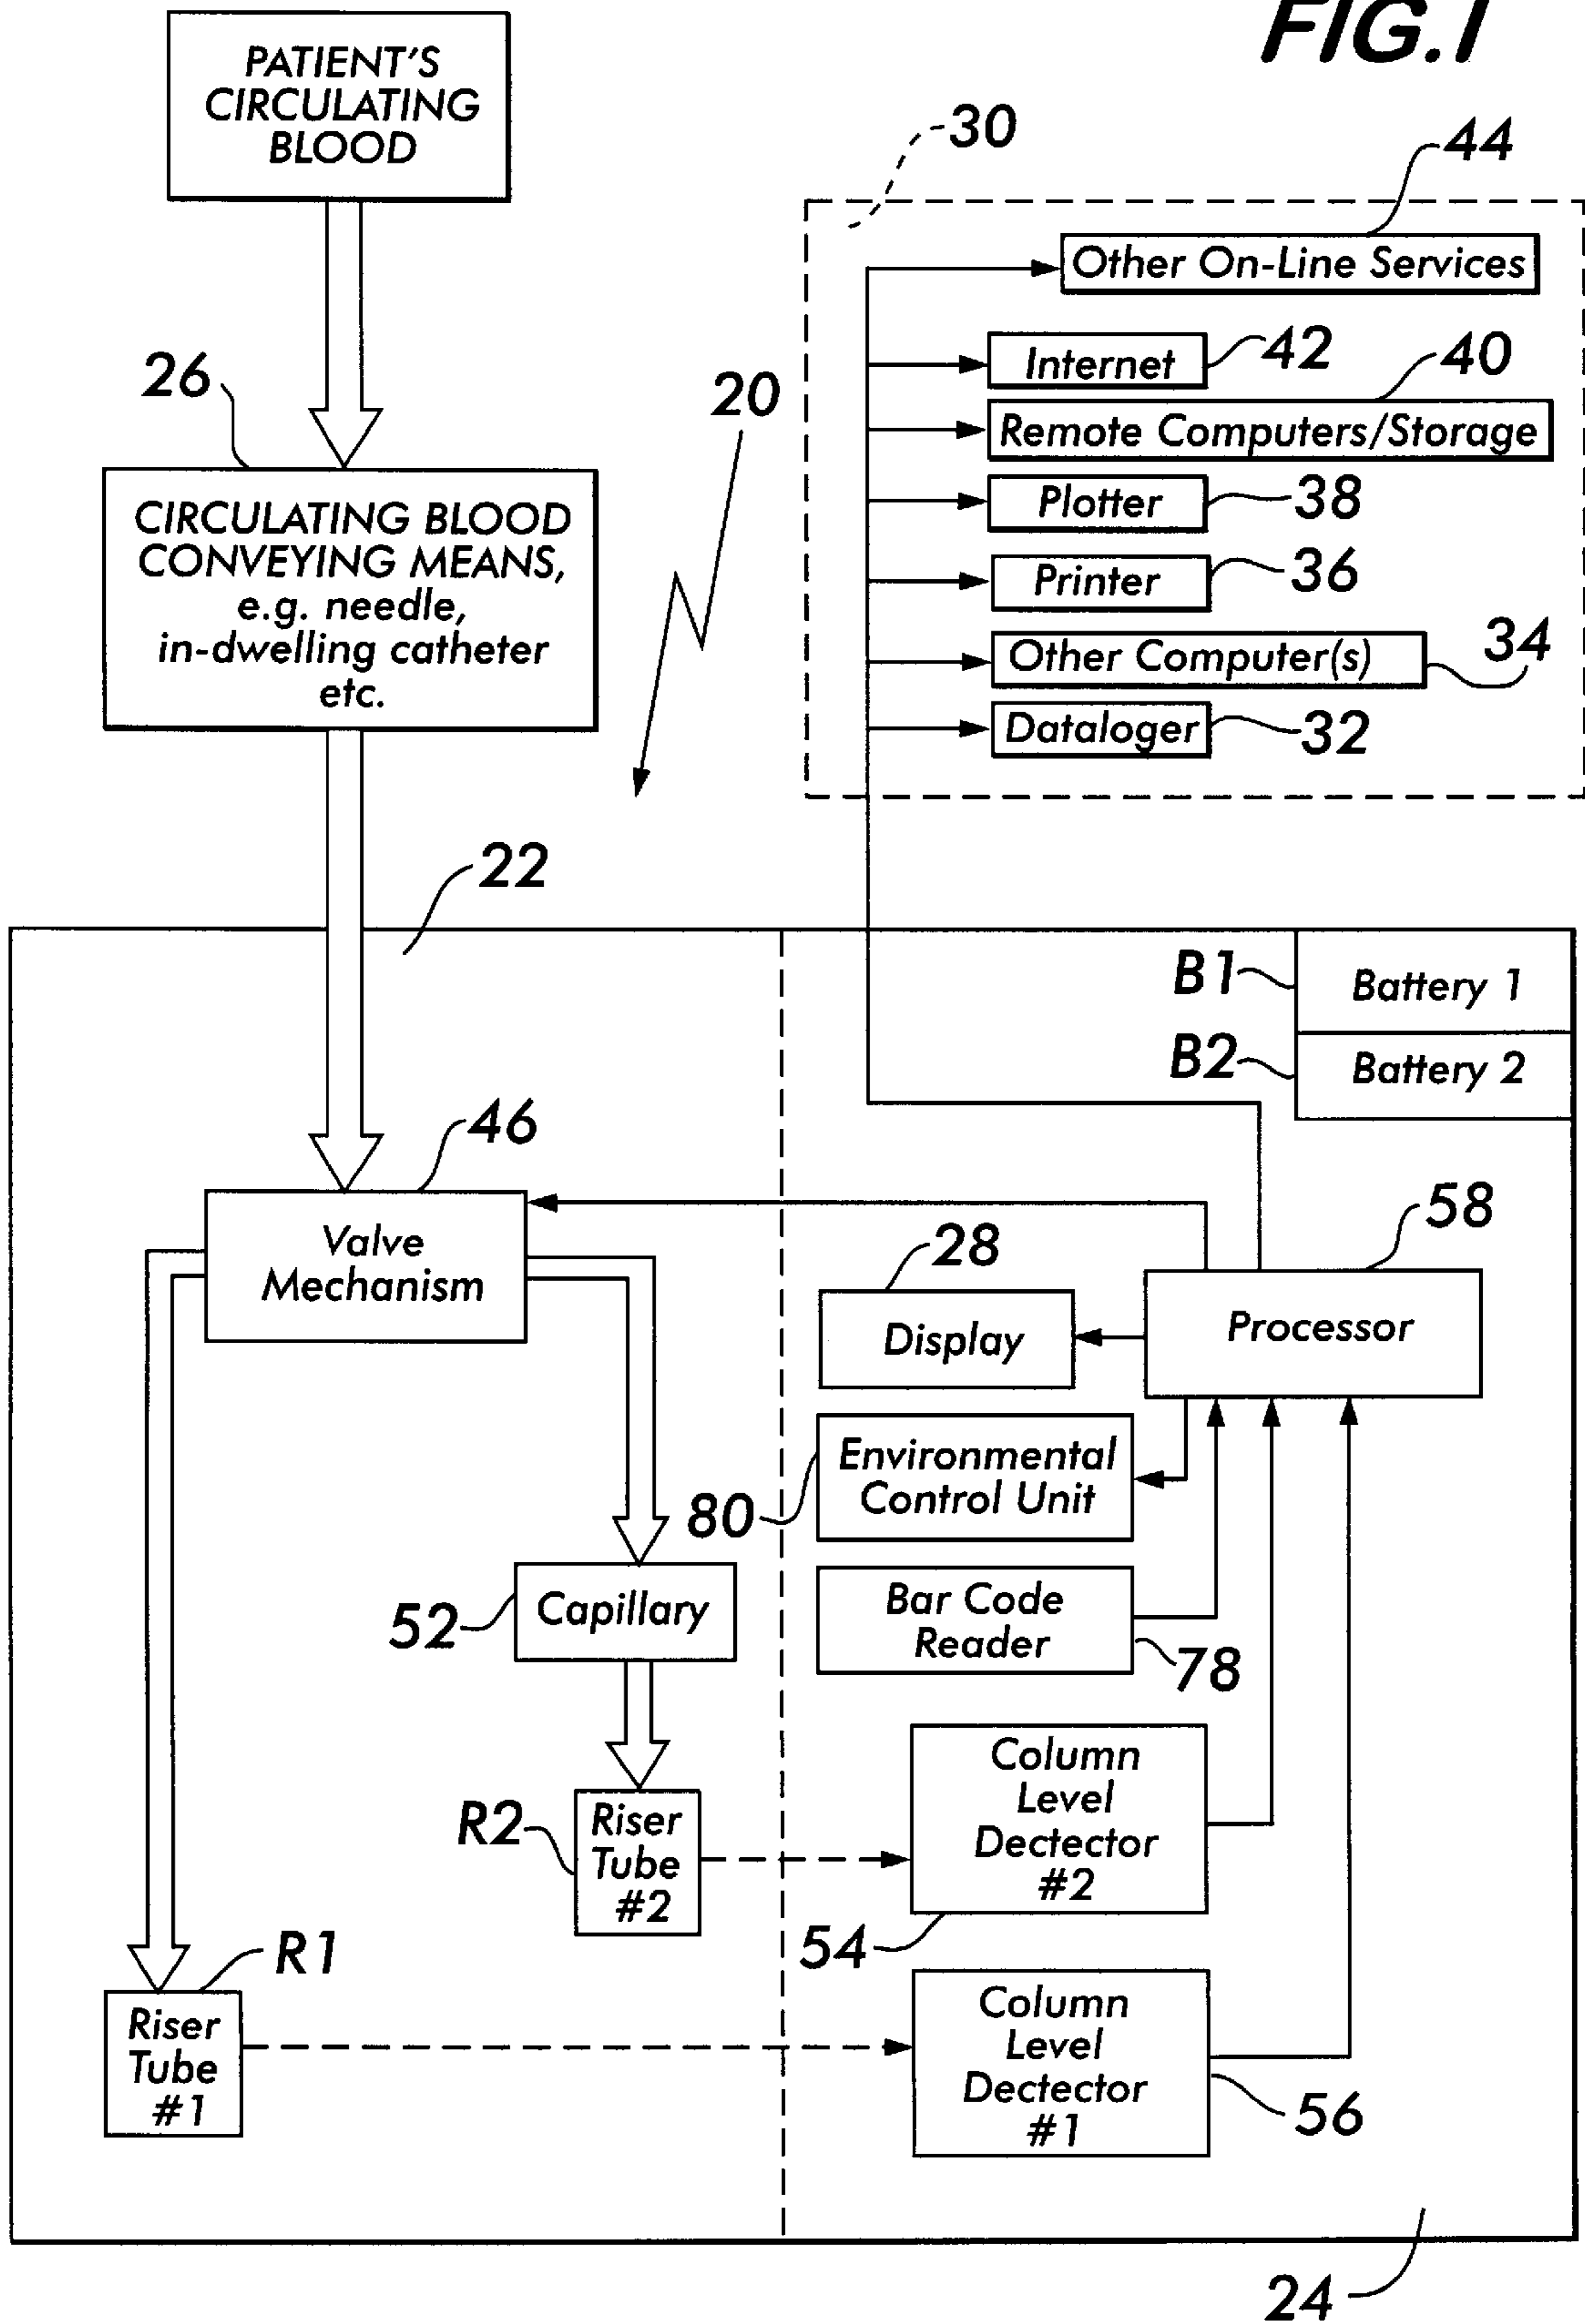 FIG.1
PATIENT'S
CIRCULATING
BLOOD
30
44
Other On-Line Services
Internet
42
40
Remote Computers/Storage
Plotter
38
Printer
36
Other Computer(s)
34
Dataloger
32
26
20
CIRCULATING BLOOD
CONVEYING MEANS,
e.g. needle,
in-dwelling catheter
etc.
22
B1
Battery 1
B2
Battery 2
46
Valve
Mechanism
58
Processor
28
Display
80
Environmental
Control Unit
52
Capillary
Bar Code
Reader
78
R2
Riser
Tube
#2
Column
Level
Dectector
#2
54
R1
Riser
Tube
#1
Column
Level
Dectector
#1
56
24